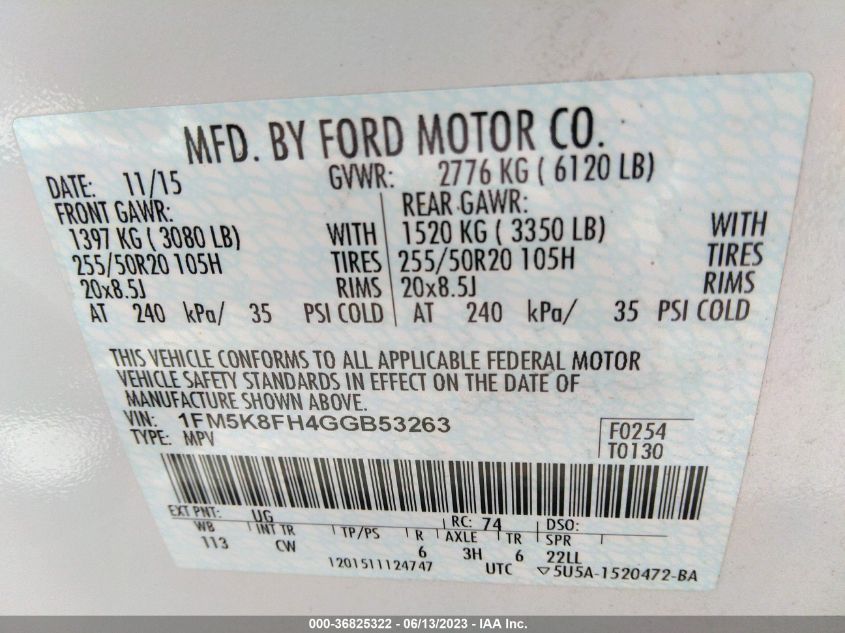 MFD. BY FORD MOTOR CO.
DATE: 11/15 GVWR: 2776 KG ( 6120 LB)
FRONT GAWR: REAR GAWR:
1397 KG ( 3080 LB) WITH 1520 KG ( 3350 LB) WITH
255/50R20 105H TIRES 255/50R20 105H TIRES
20x8.5J RIMS 20x8.5J RIMS
AT 240 kPa/ 35 PSI COLD AT 240 kPa/ 35 PSI COLD
THIS VEHICLE CONFORMS TO ALL APPLICABLE FEDERAL MOTOR
VEHICLE SAFETY STANDARDS IN EFFECT ON THE DATE OF
MANUFACTURE SHOWN ABOVE.
VIN: 1FM5K8FH4GGB53263 F0254
TYPE: MPV T0130
EXT PNT: UG RC: 74 DSO:
WB INT TR TP/PS R AXLE TR SPR
113 CW 6 3H 6 22LL
1201511124747 UTC ▽5U5A-1520472-BA
000-36825322 - 06/13/2023 - IAA Inc.